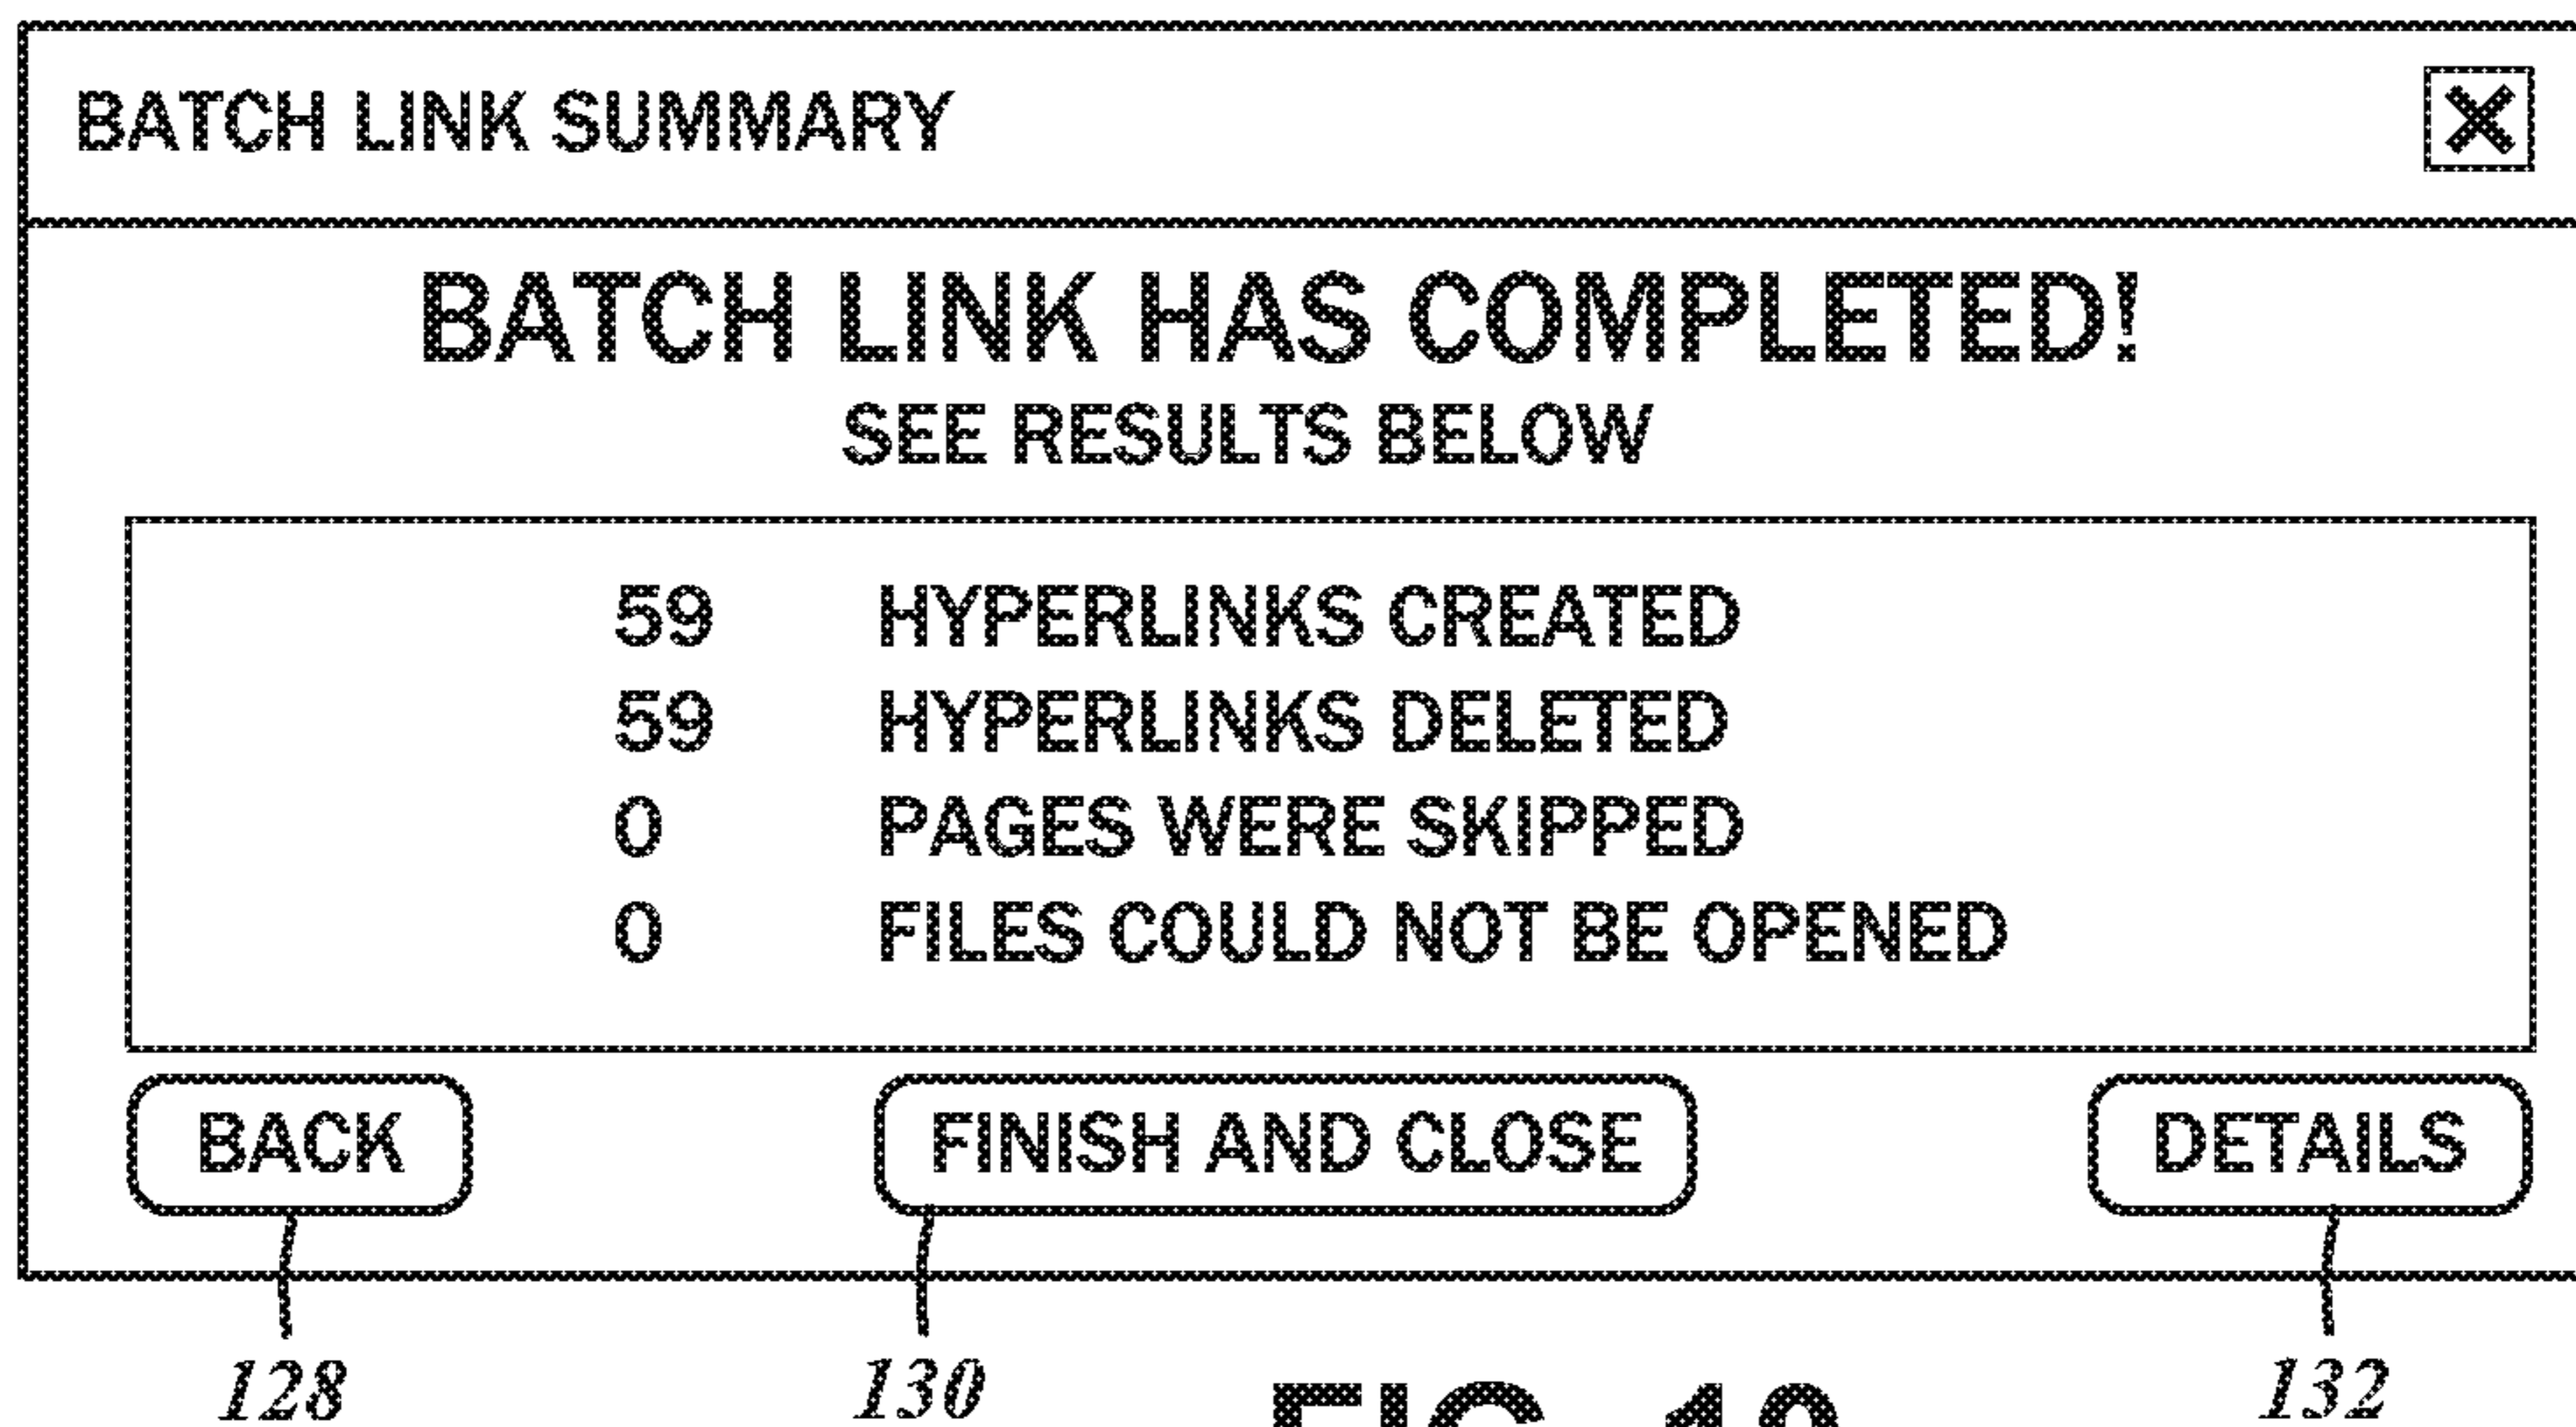 BATCH LINK SUMMARY
BATCH LINK HAS COMPLETED!
SEE RESULTS BELOW
59 HYPERLINKS CREATED
59 HYPERLINKS DELETED
0 PAGES WERE SKIPPED
0 FILES COULD NOT BE OPENED
BACK FINISH AND CLOSE DETAILS
128 130 132
FIG.